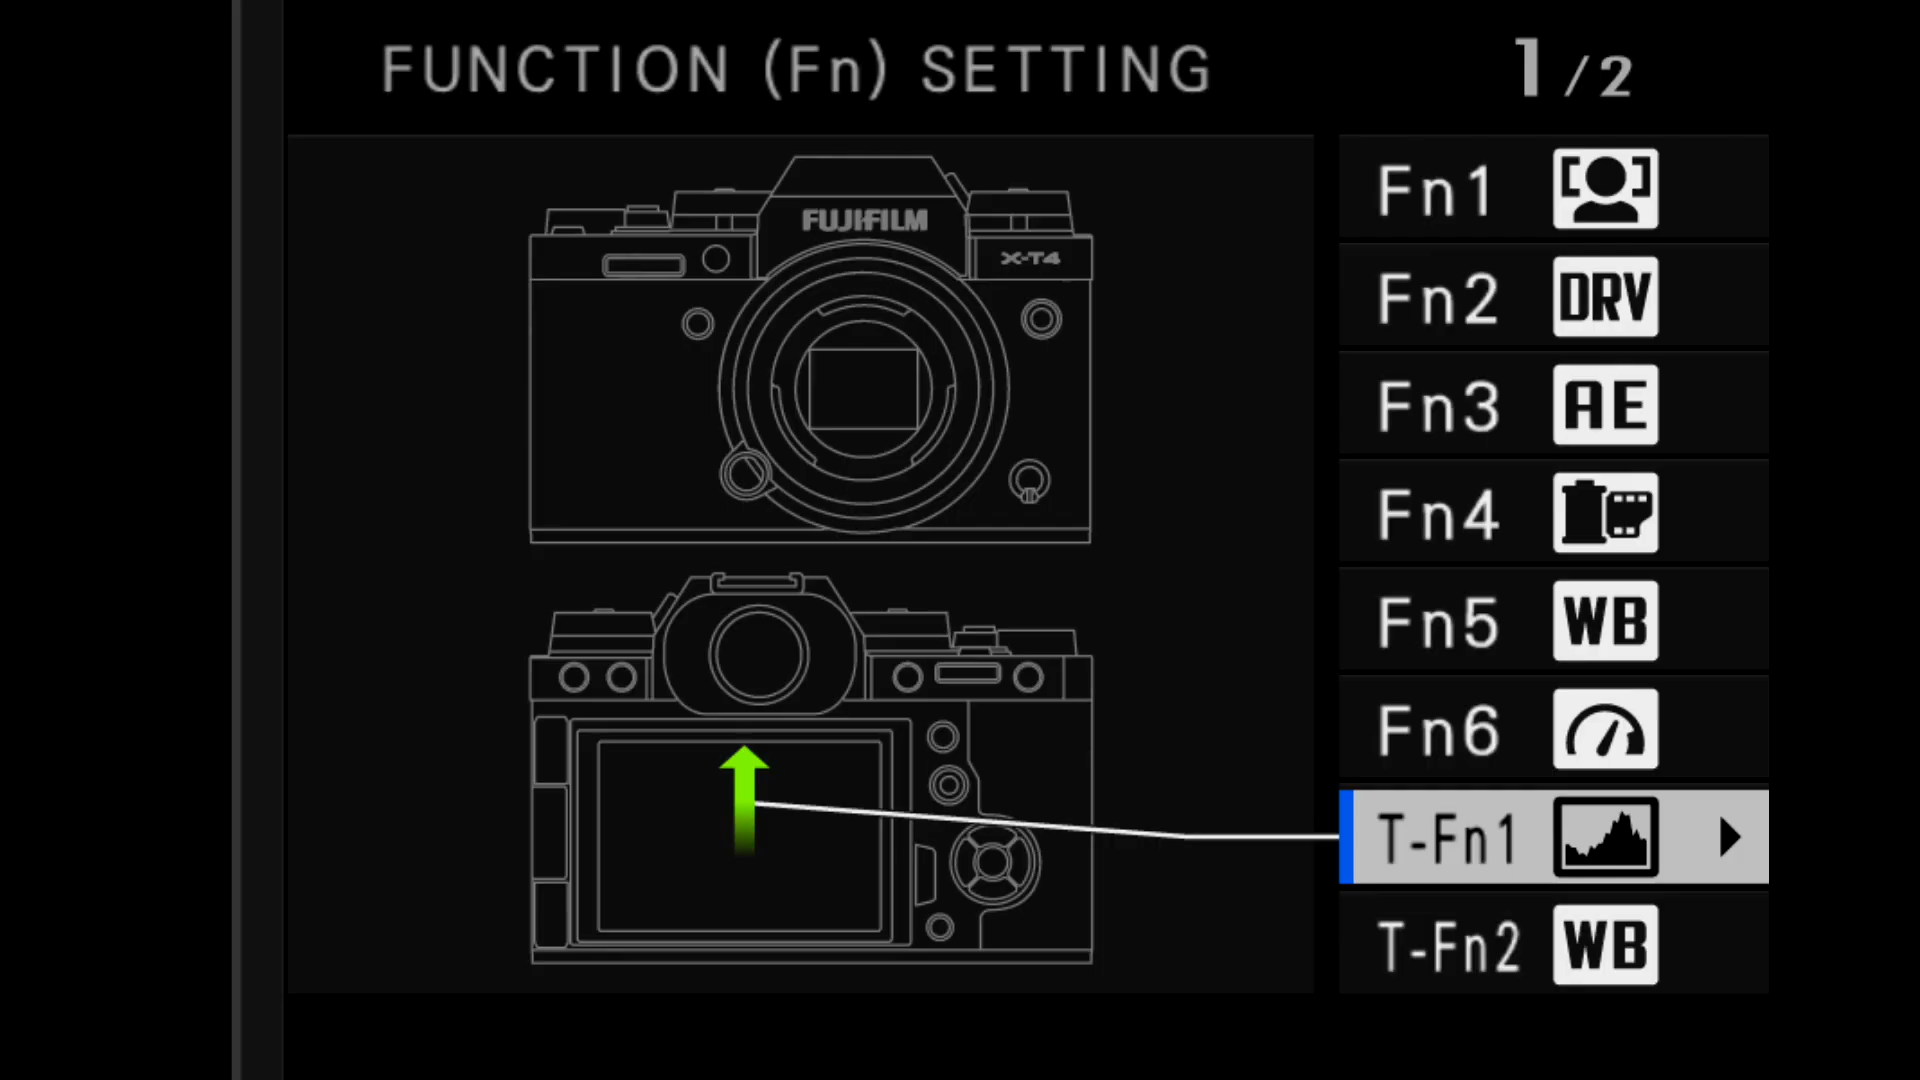 FUNCTION (Fn) SETTING 1/2
FUJIFILM
X-T4
Fn1
Fn2 DRV
Fn3 AE
Fn4
Fn5 WB
Fn6
T-Fn1
T-Fn2 WB